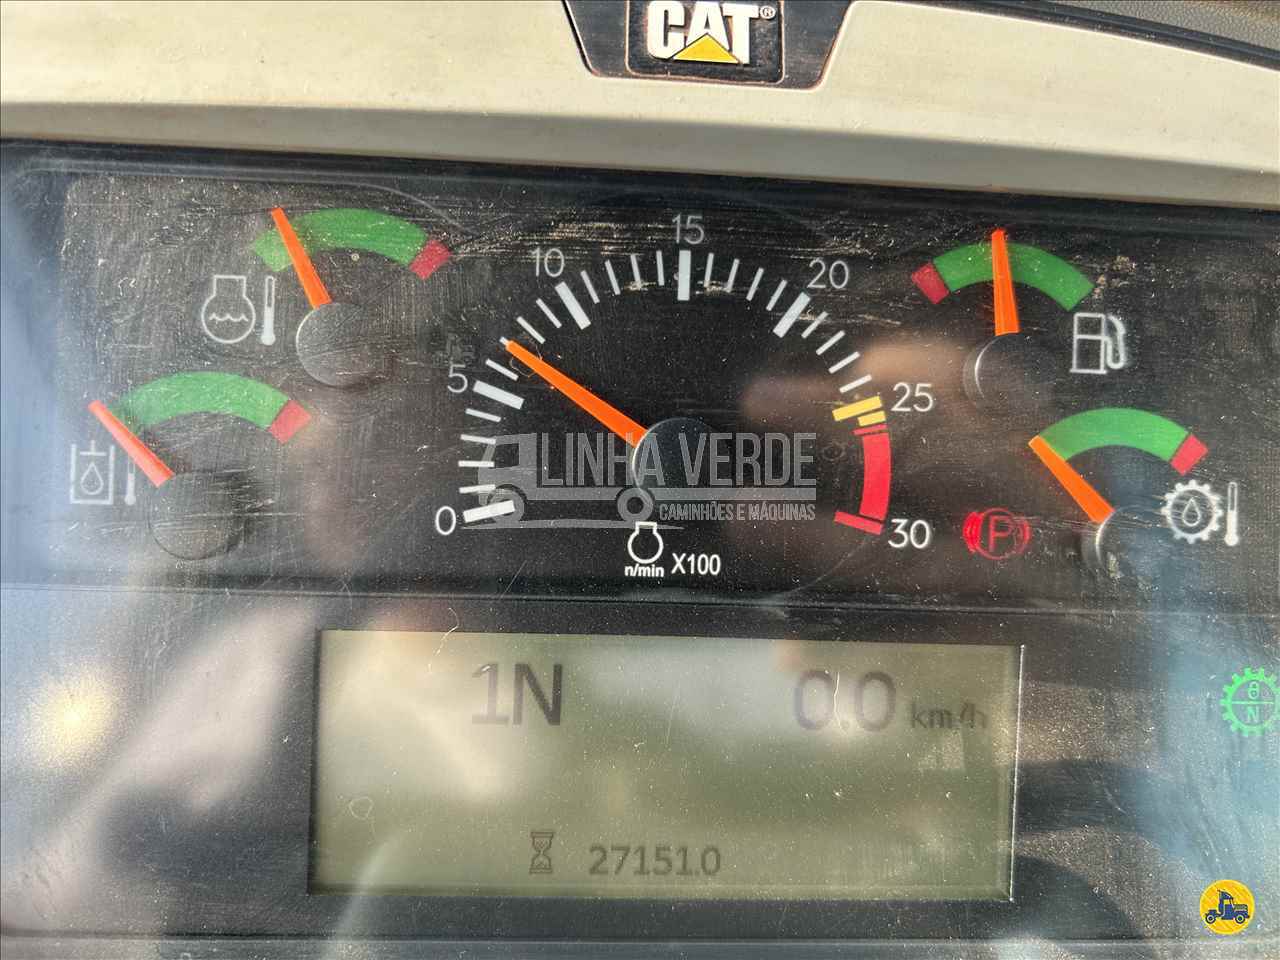 CAT®
15
10
20
5
25
0
30
LINHA VERDE
CAMINHÕES E MÁQUINAS
n/min X100
P
1N
0.0 km/h
N
27151.0